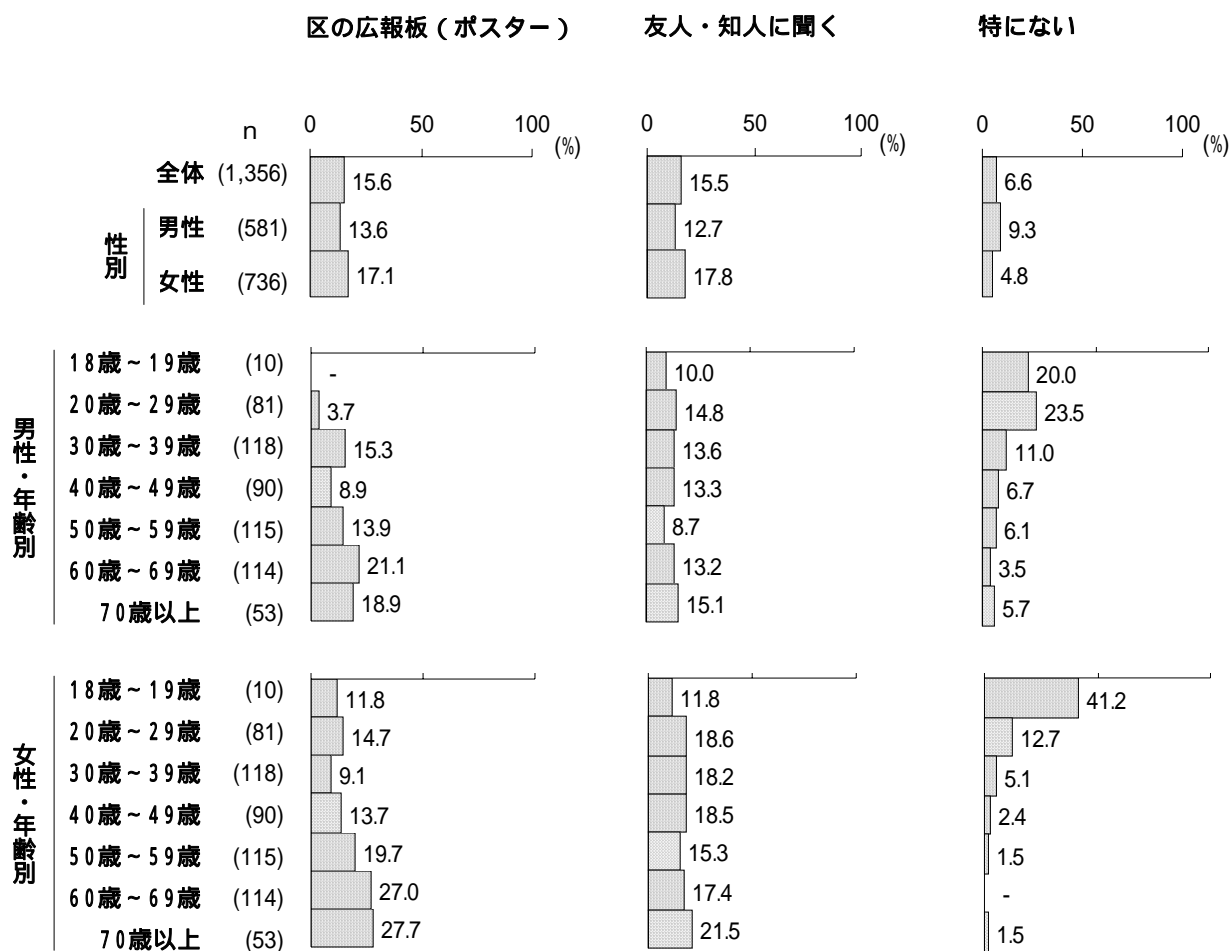 区の広報板（ポスター） 友人・知人に聞く 特にない
n 0 50 100 (%) 0 50 100 (%) 0 50 100 (%)
全体 (1,356) 15.6 15.5 6.6
性別
男性 (581) 13.6 12.7 9.3
女性 (736) 17.1 17.8 4.8
男性・年齢別
18歳～19歳 (10) - 10.0 20.0
20歳～29歳 (81) 3.7 14.8 23.5
30歳～39歳 (118) 15.3 13.6 11.0
40歳～49歳 (90) 8.9 13.3 6.7
50歳～59歳 (115) 13.9 8.7 6.1
60歳～69歳 (114) 21.1 13.2 3.5
70歳以上 (53) 18.9 15.1 5.7
女性・年齢別
18歳～19歳 (10) 11.8 11.8 41.2
20歳～29歳 (81) 14.7 18.6 12.7
30歳～39歳 (118) 9.1 18.2 5.1
40歳～49歳 (90) 13.7 18.5 2.4
50歳～59歳 (115) 19.7 15.3 1.5
60歳～69歳 (114) 27.0 17.4 -
70歳以上 (53) 27.7 21.5 1.5